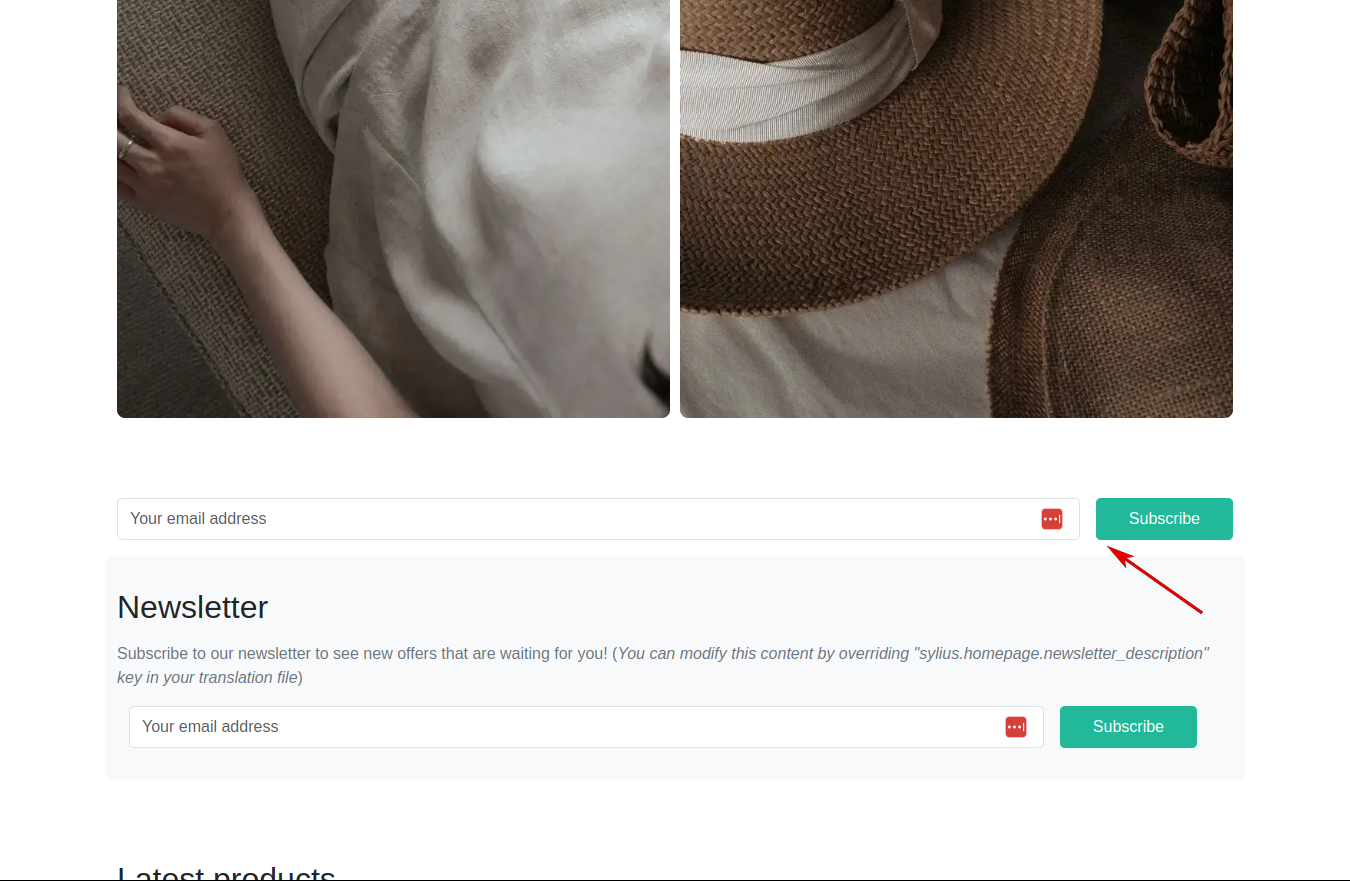 Your email address
Subscribe
Newsletter
Subscribe to our newsletter to see new offers that are waiting for you! (You can modify this content by overriding "sylius.homepage.newsletter_description"
key in your translation file)
Your email address
Subscribe
Latest products